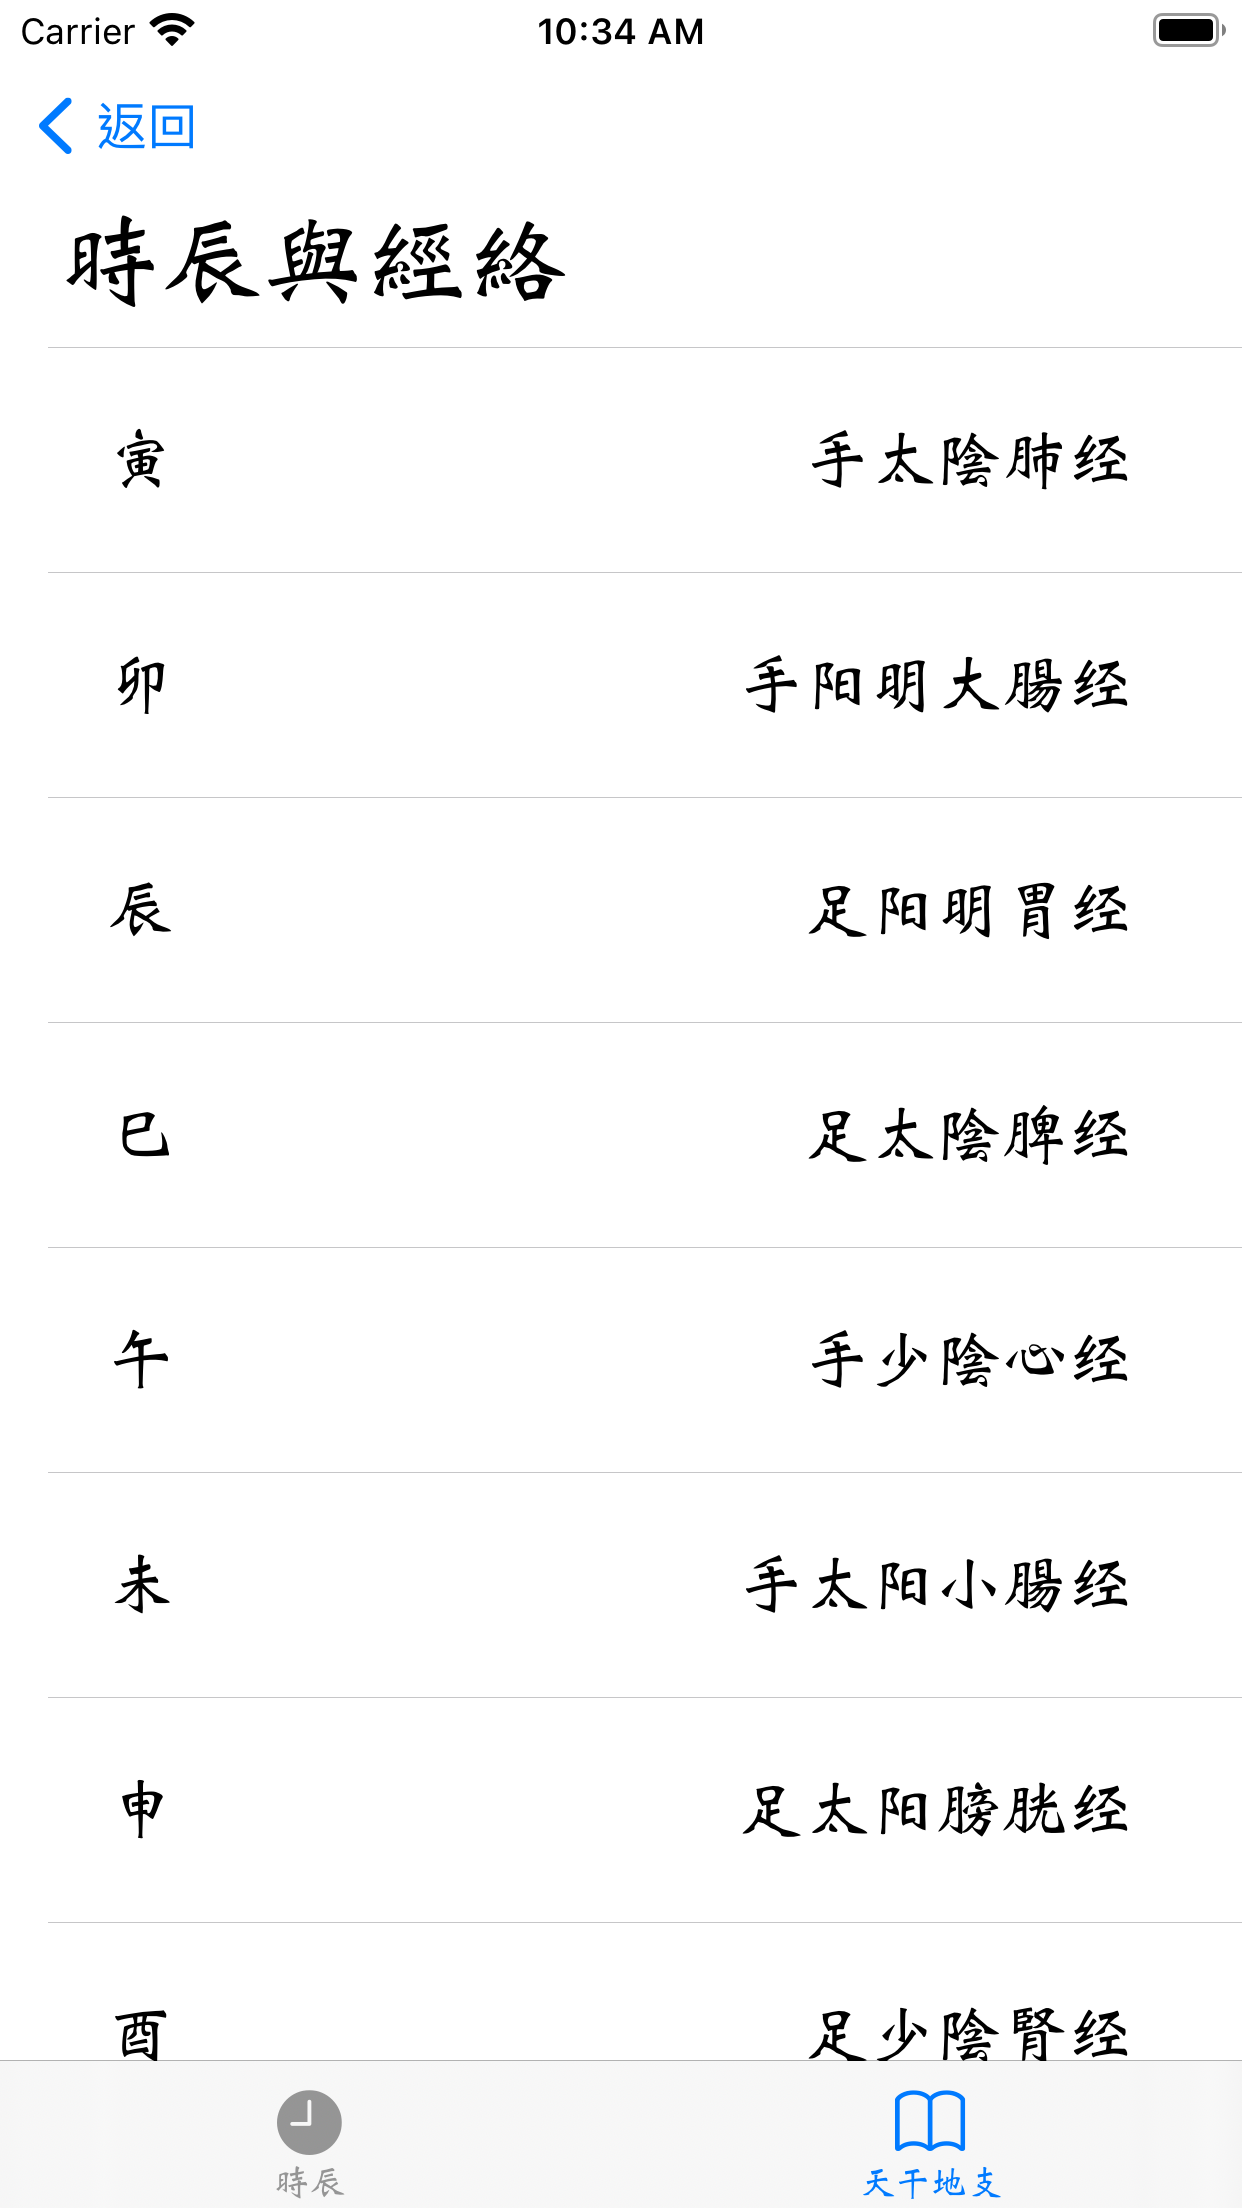 Carrier 10:34 AM
返回
時辰與經絡
寅 手太陰肺经
卯 手阳明大腸经
辰 足阳明胃经
巳 足太陰脾经
午 手少陰心经
未 手太阳小腸经
申 足太阳膀胱经
酉 足少陰腎经
時辰 天干地支